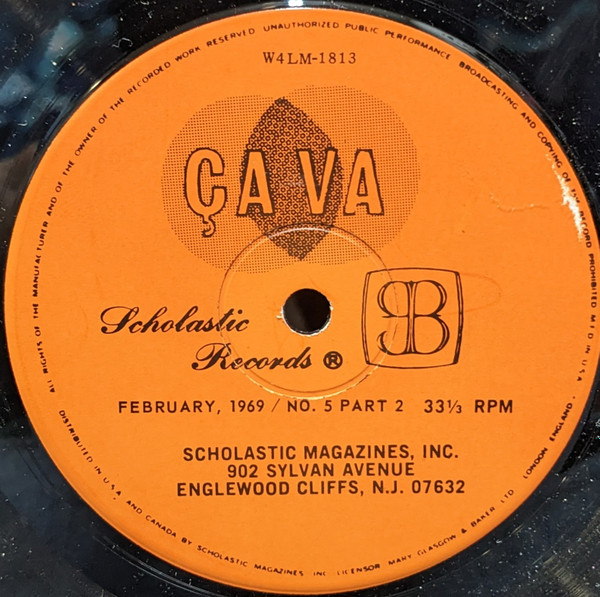 W4LM-1813
ÇA VA
Scholastic
Records ®
FEBRUARY, 1969 / NO. 5 PART 2 33⅓ RPM
SCHOLASTIC MAGAZINES, INC.
902 SYLVAN AVENUE
ENGLEWOOD CLIFFS, N.J. 07632
ALL RIGHTS OF THE MANUFACTURER AND OF THE OWNER OF THE RECORDED WORK RESERVED UNAUTHORIZED PUBLIC PERFORMANCE BROADCASTING AND COPYING OF THE RECORD PROHIBITED M D IN U.S.A.
DISTRIBUTED IN U.S.A. AND CANADA BY SCHOLASTIC MAGAZINES INC LICENSOR MARY GLASGOW & BAKER LTD LONDON ENGLAND